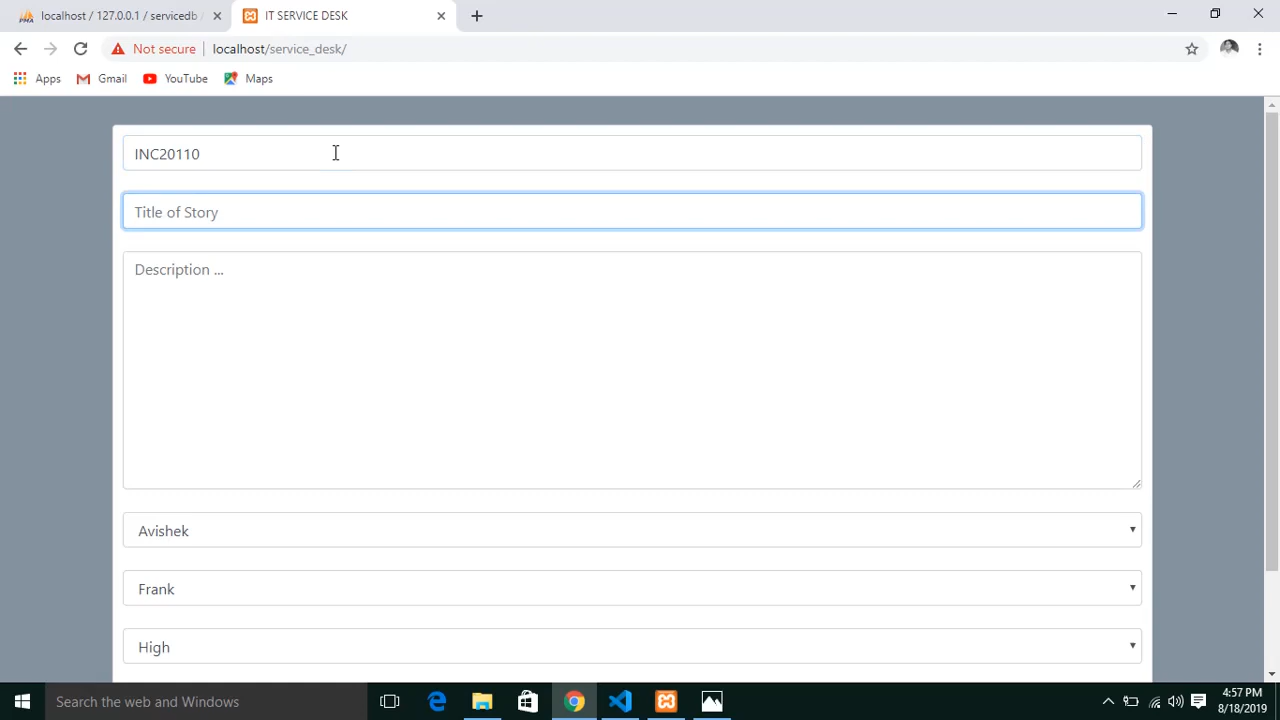 localhost / 127.0.0.1 / servicedb
IT SERVICE DESK
Not secure
localhost/service_desk/
Apps
Gmail
YouTube
Maps
INC20110
Title of Story
Description ...
Avishek
Frank
High
Search the web and Windows
4:57 PM
8/18/2019